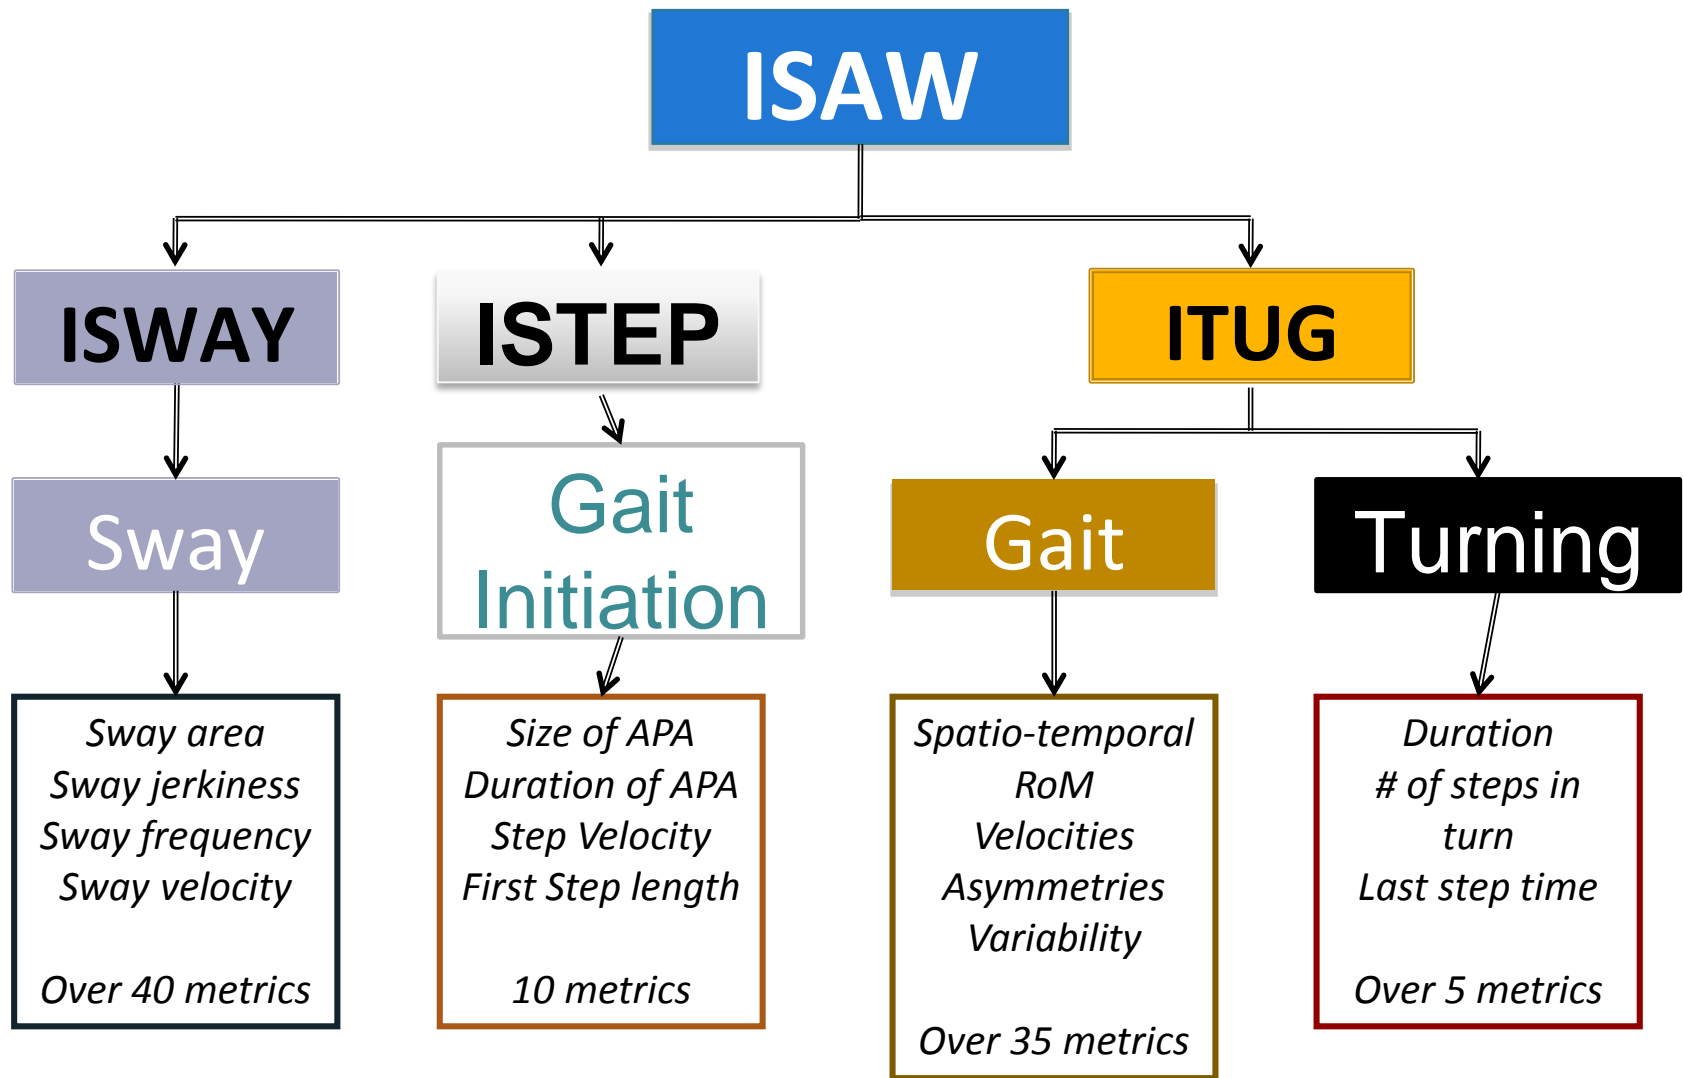 ISAW
ISWAY
ISTEP
ITUG
Sway
Gait
Initiation
Gait
Turning
Sway area
Sway jerkiness
Sway frequency
Sway velocity
Over 40 metrics
Size of APA
Duration of APA
Step Velocity
First Step length
10 metrics
Spatio-temporal
RoM
Velocities
Asymmetries
Variability
Over 35 metrics
Duration
# of steps in
turn
Last step time
Over 5 metrics